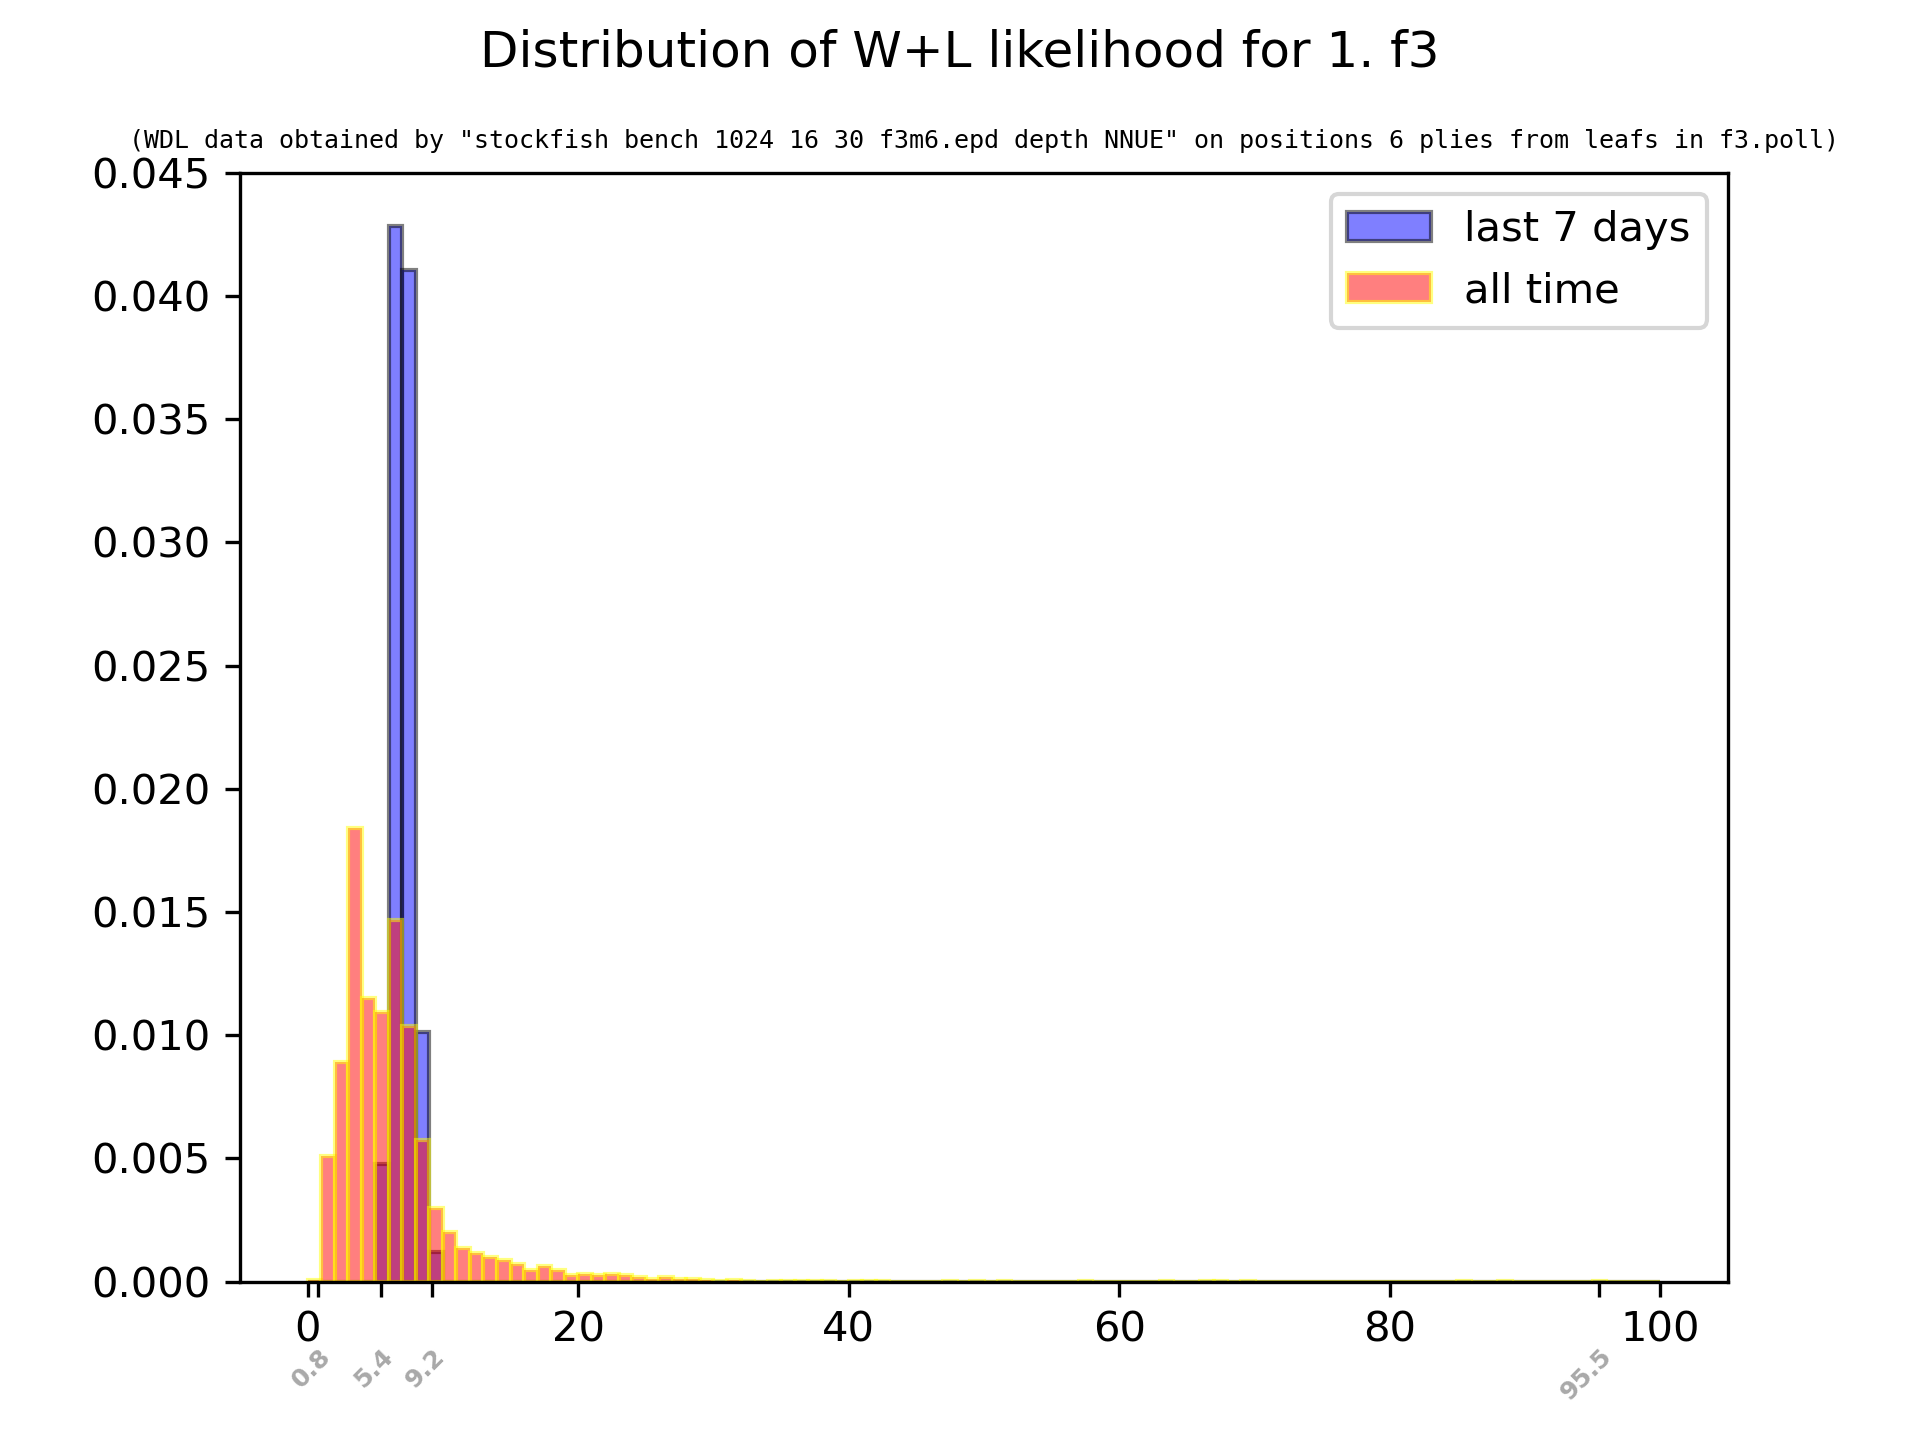 Distribution of W+L likelihood for 1. f3
(WDL data obtained by "stockfish bench 1024 16 30 f3m6.epd depth NNUE" on positions 6 plies from leafs in f3.poll)
last 7 days
all time
0.045
0.040
0.035
0.030
0.025
0.020
0.015
0.010
0.005
0.000
0 20 40 60 80 100
0.8 5.4 9.2 95.5